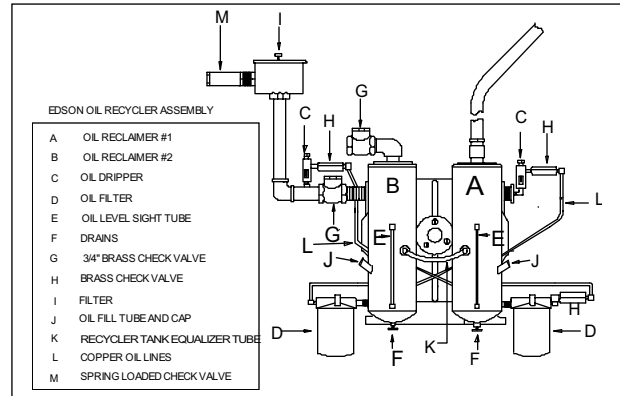 M
I
G
C
H
C
H
EDSON OIL RECYCLER ASSEMBLY
A OIL RECLAIMER #1
B OIL RECLAIMER #2
C OIL DRIPPER
D OIL FILTER
E OIL LEVEL SIGHT TUBE
F DRAINS
G 3/4" BRASS CHECK VALVE
H BRASS CHECK VALVE
I FILTER
J OIL FILL TUBE AND CAP
K RECYCLER TANK EQUALIZER TUBE
L COPPER OIL LINES
M SPRING LOADED CHECK VALVE
B
A
L
G
E
E
L
J
J
H
D
D
F
K
F